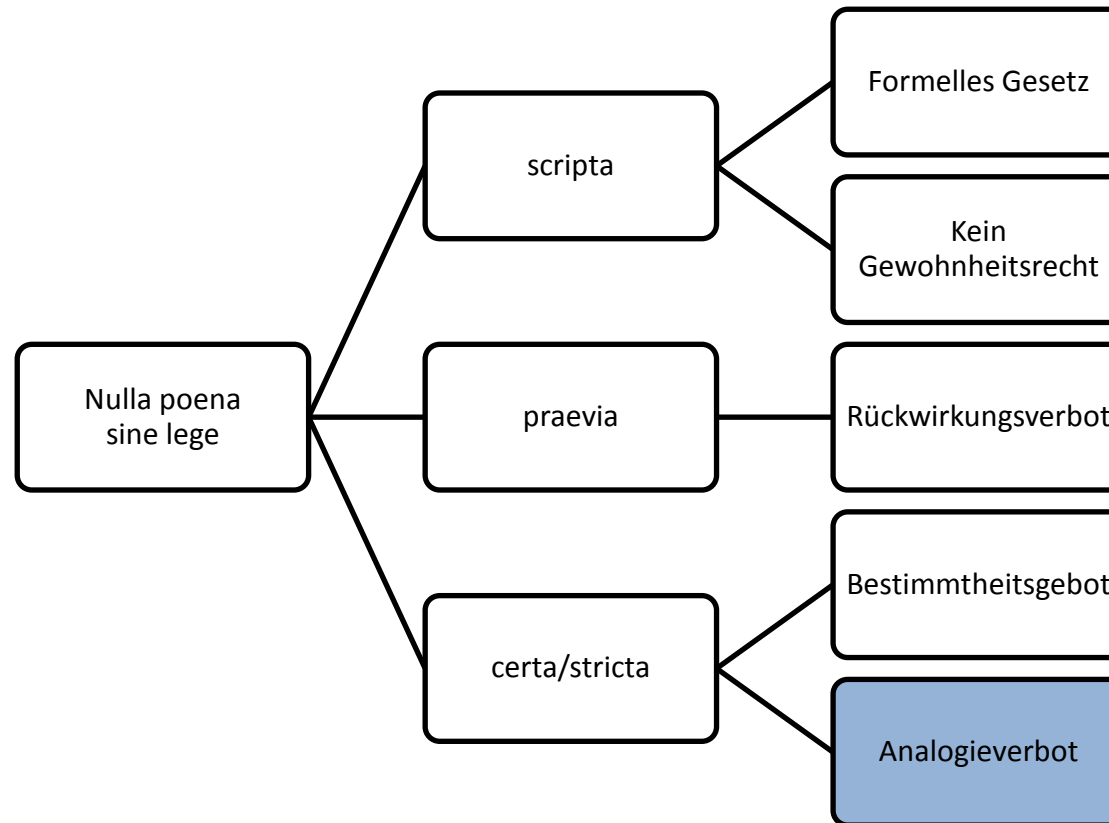 Nulla poena
sine lege
scripta
Formelles Gesetz
Kein
Gewohnheitsrecht
praevia
Rückwirkungsverbot
certa/stricta
Bestimmtheitsgebot
Analogieverbot